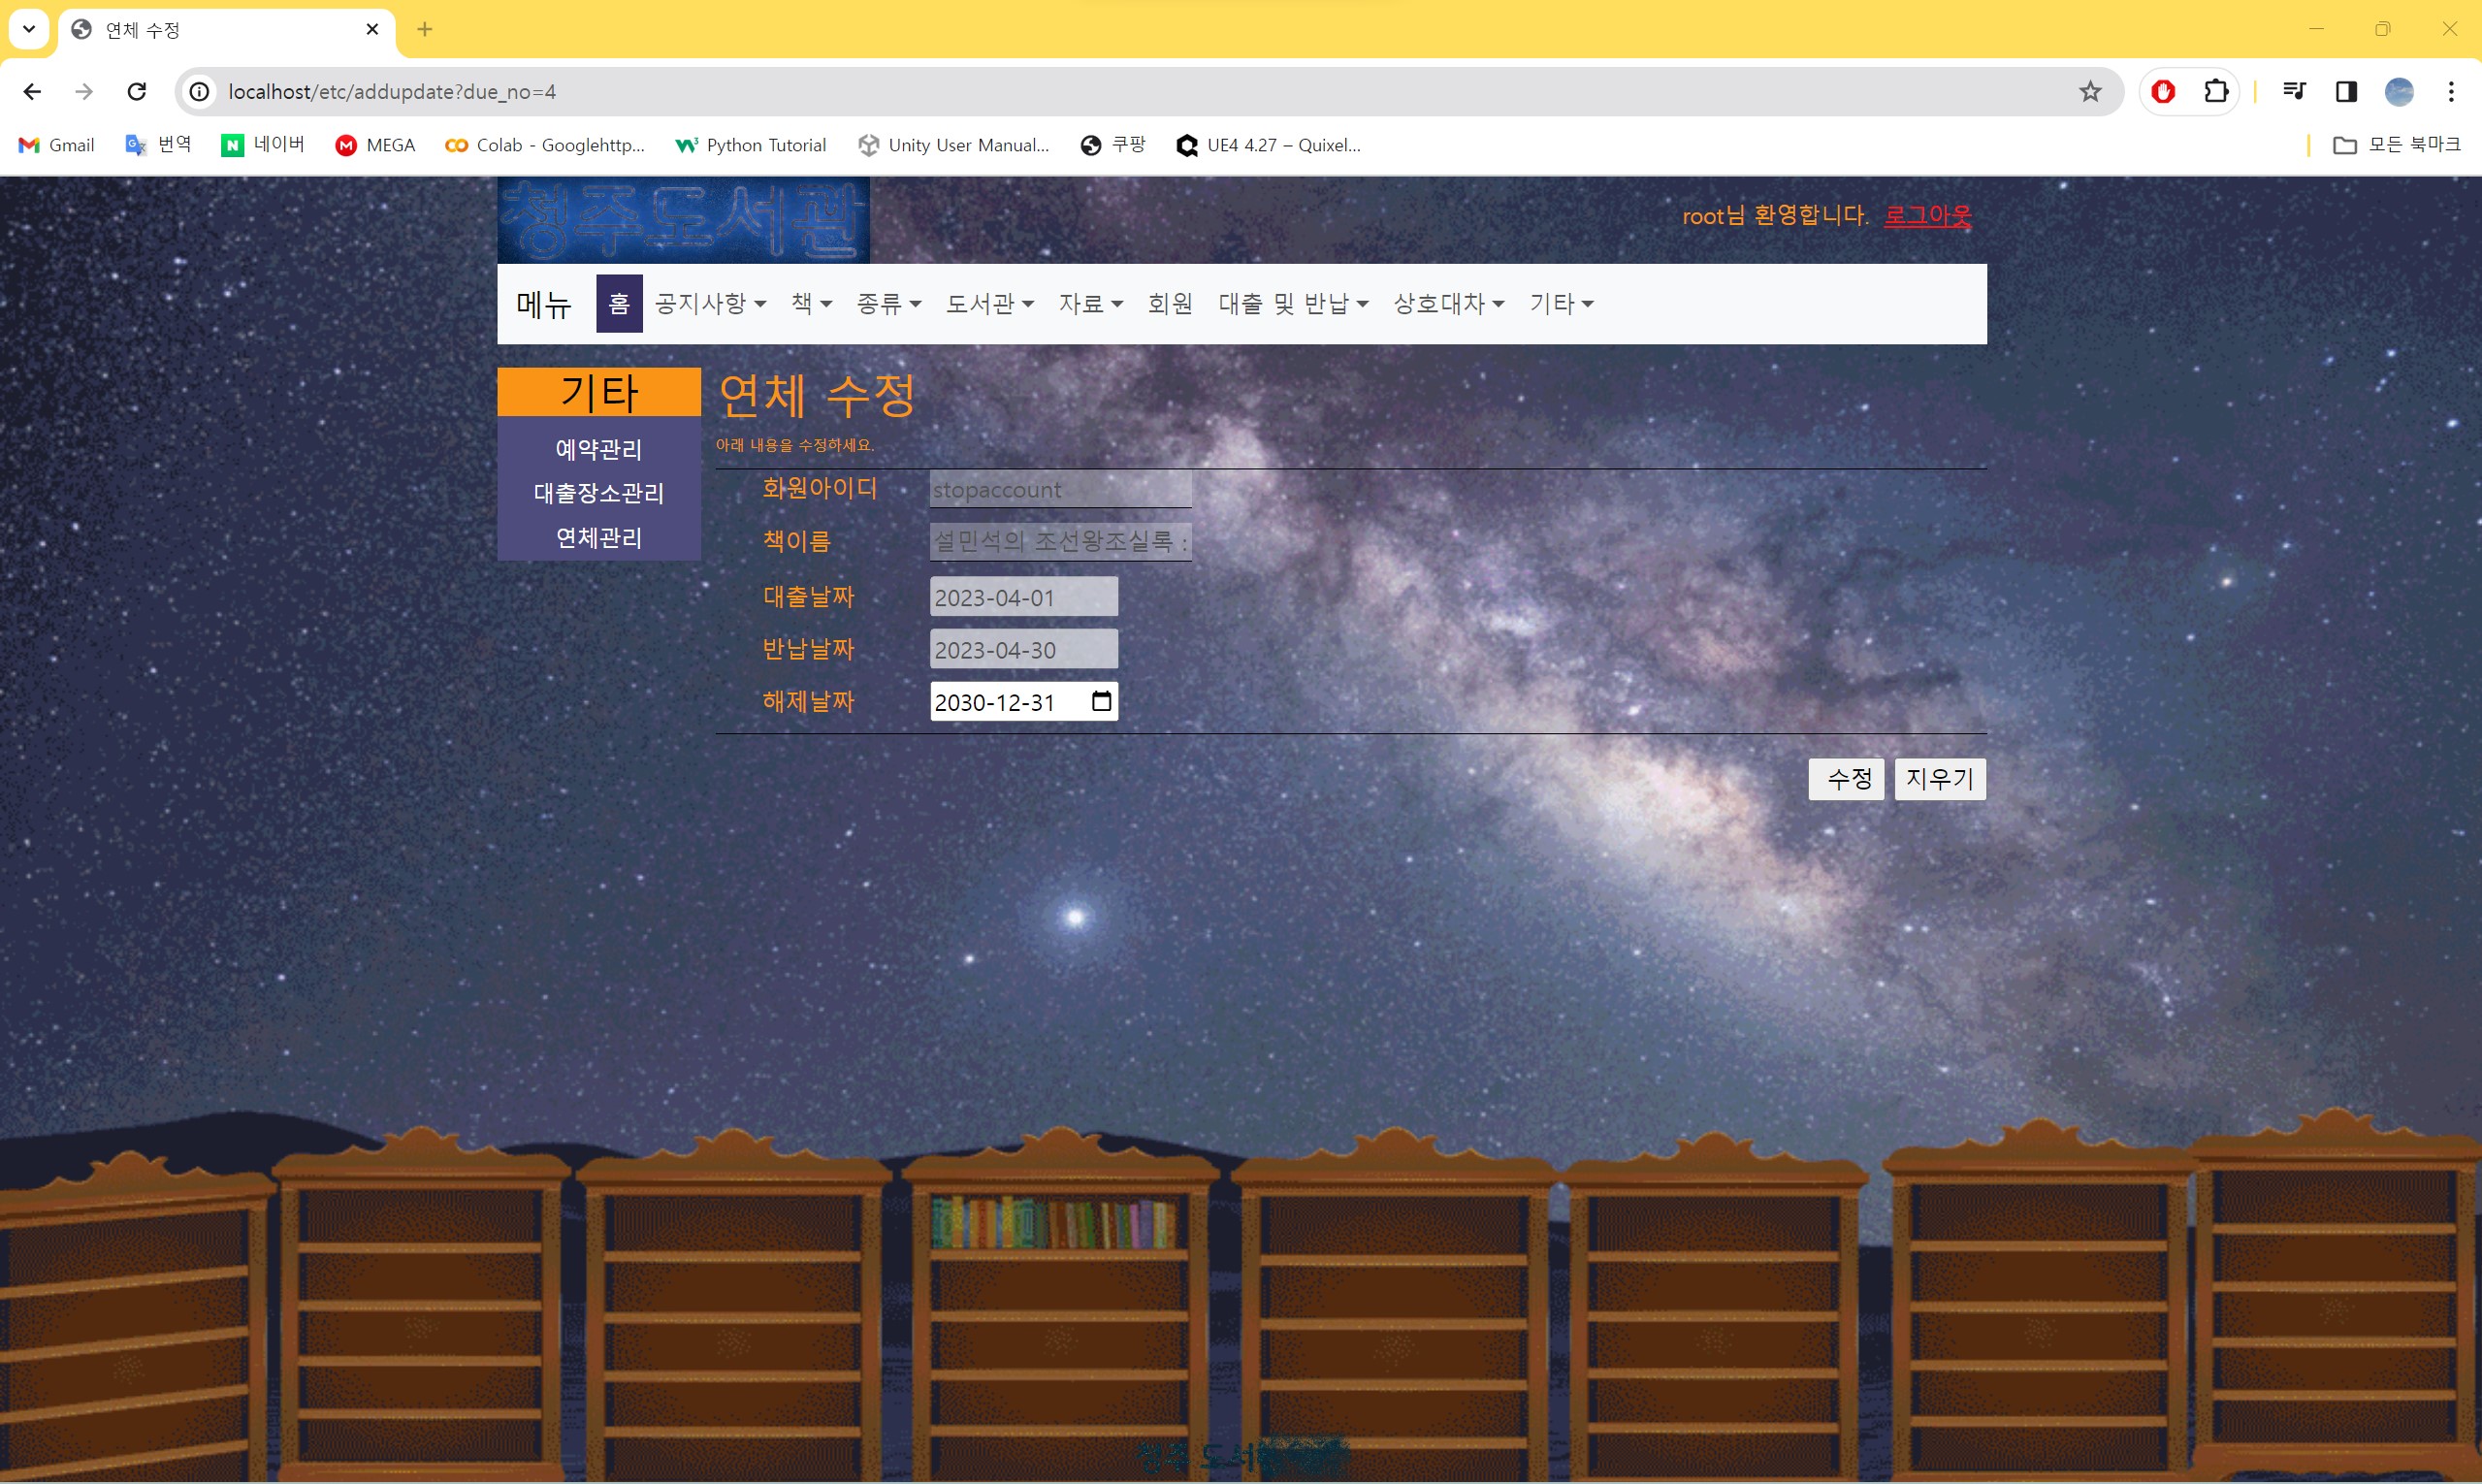 연체 수정
localhost/etc/addupdate?due_no=4
Gmail 번역 네이버 MEGA Colab - Googlehttp... Python Tutorial Unity User Manual... 쿠팡 UE4 4.27 – Quixel... 모든 북마크
청주도서관
root님 환영합니다. 로그아웃
메뉴 홈 공지사항 책 종류 도서관 자료 회원 대출 및 반납 상호대차 기타
기타
예약관리
대출장소관리
연체관리
연체 수정
아래 내용을 수정하세요.
회원아이디 stopaccount
책이름 설민석의 조선왕조실록 :
대출날짜 2023-04-01
반납날짜 2023-04-30
해제날짜 2030-12-31
수정 지우기
청주 도서